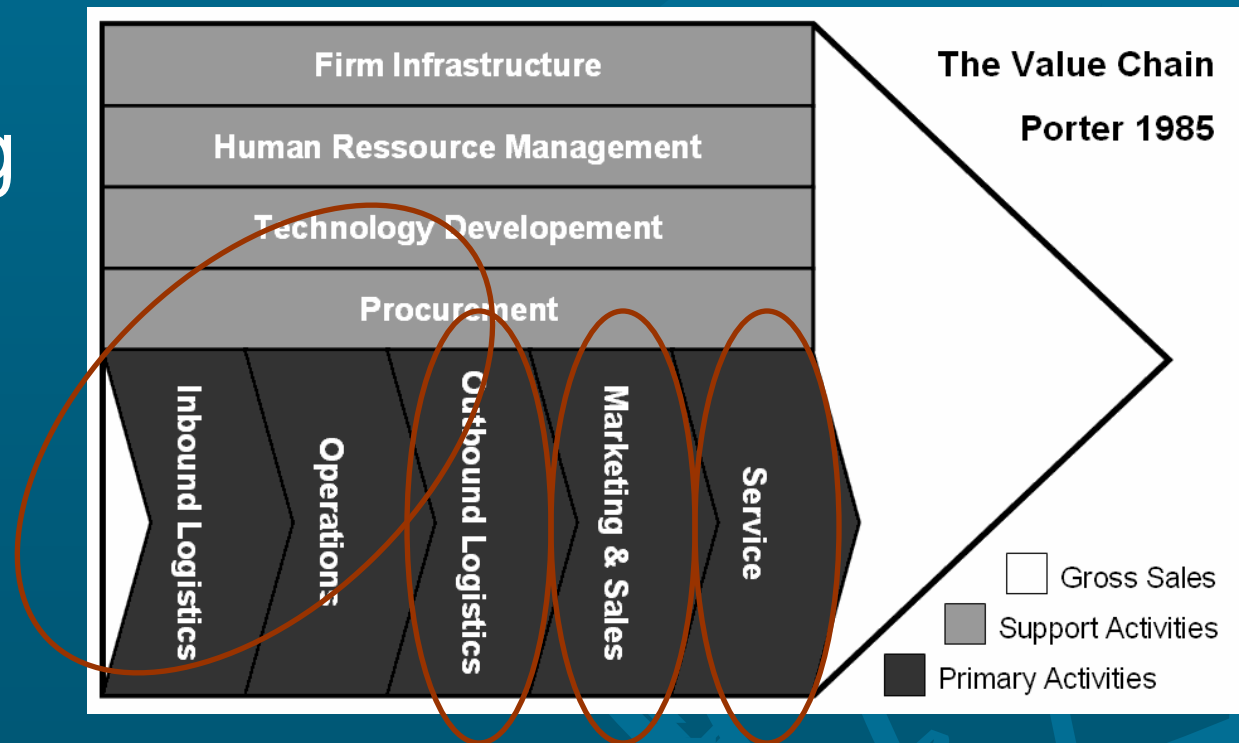 g
Firm Infrastructure
Human Ressource Management
Technology Developement
Procurement
Inbound Logistics
Operations
Outbound Logistics
Marketing & Sales
Service
The Value Chain
Porter 1985
Gross Sales
Support Activities
Primary Activities